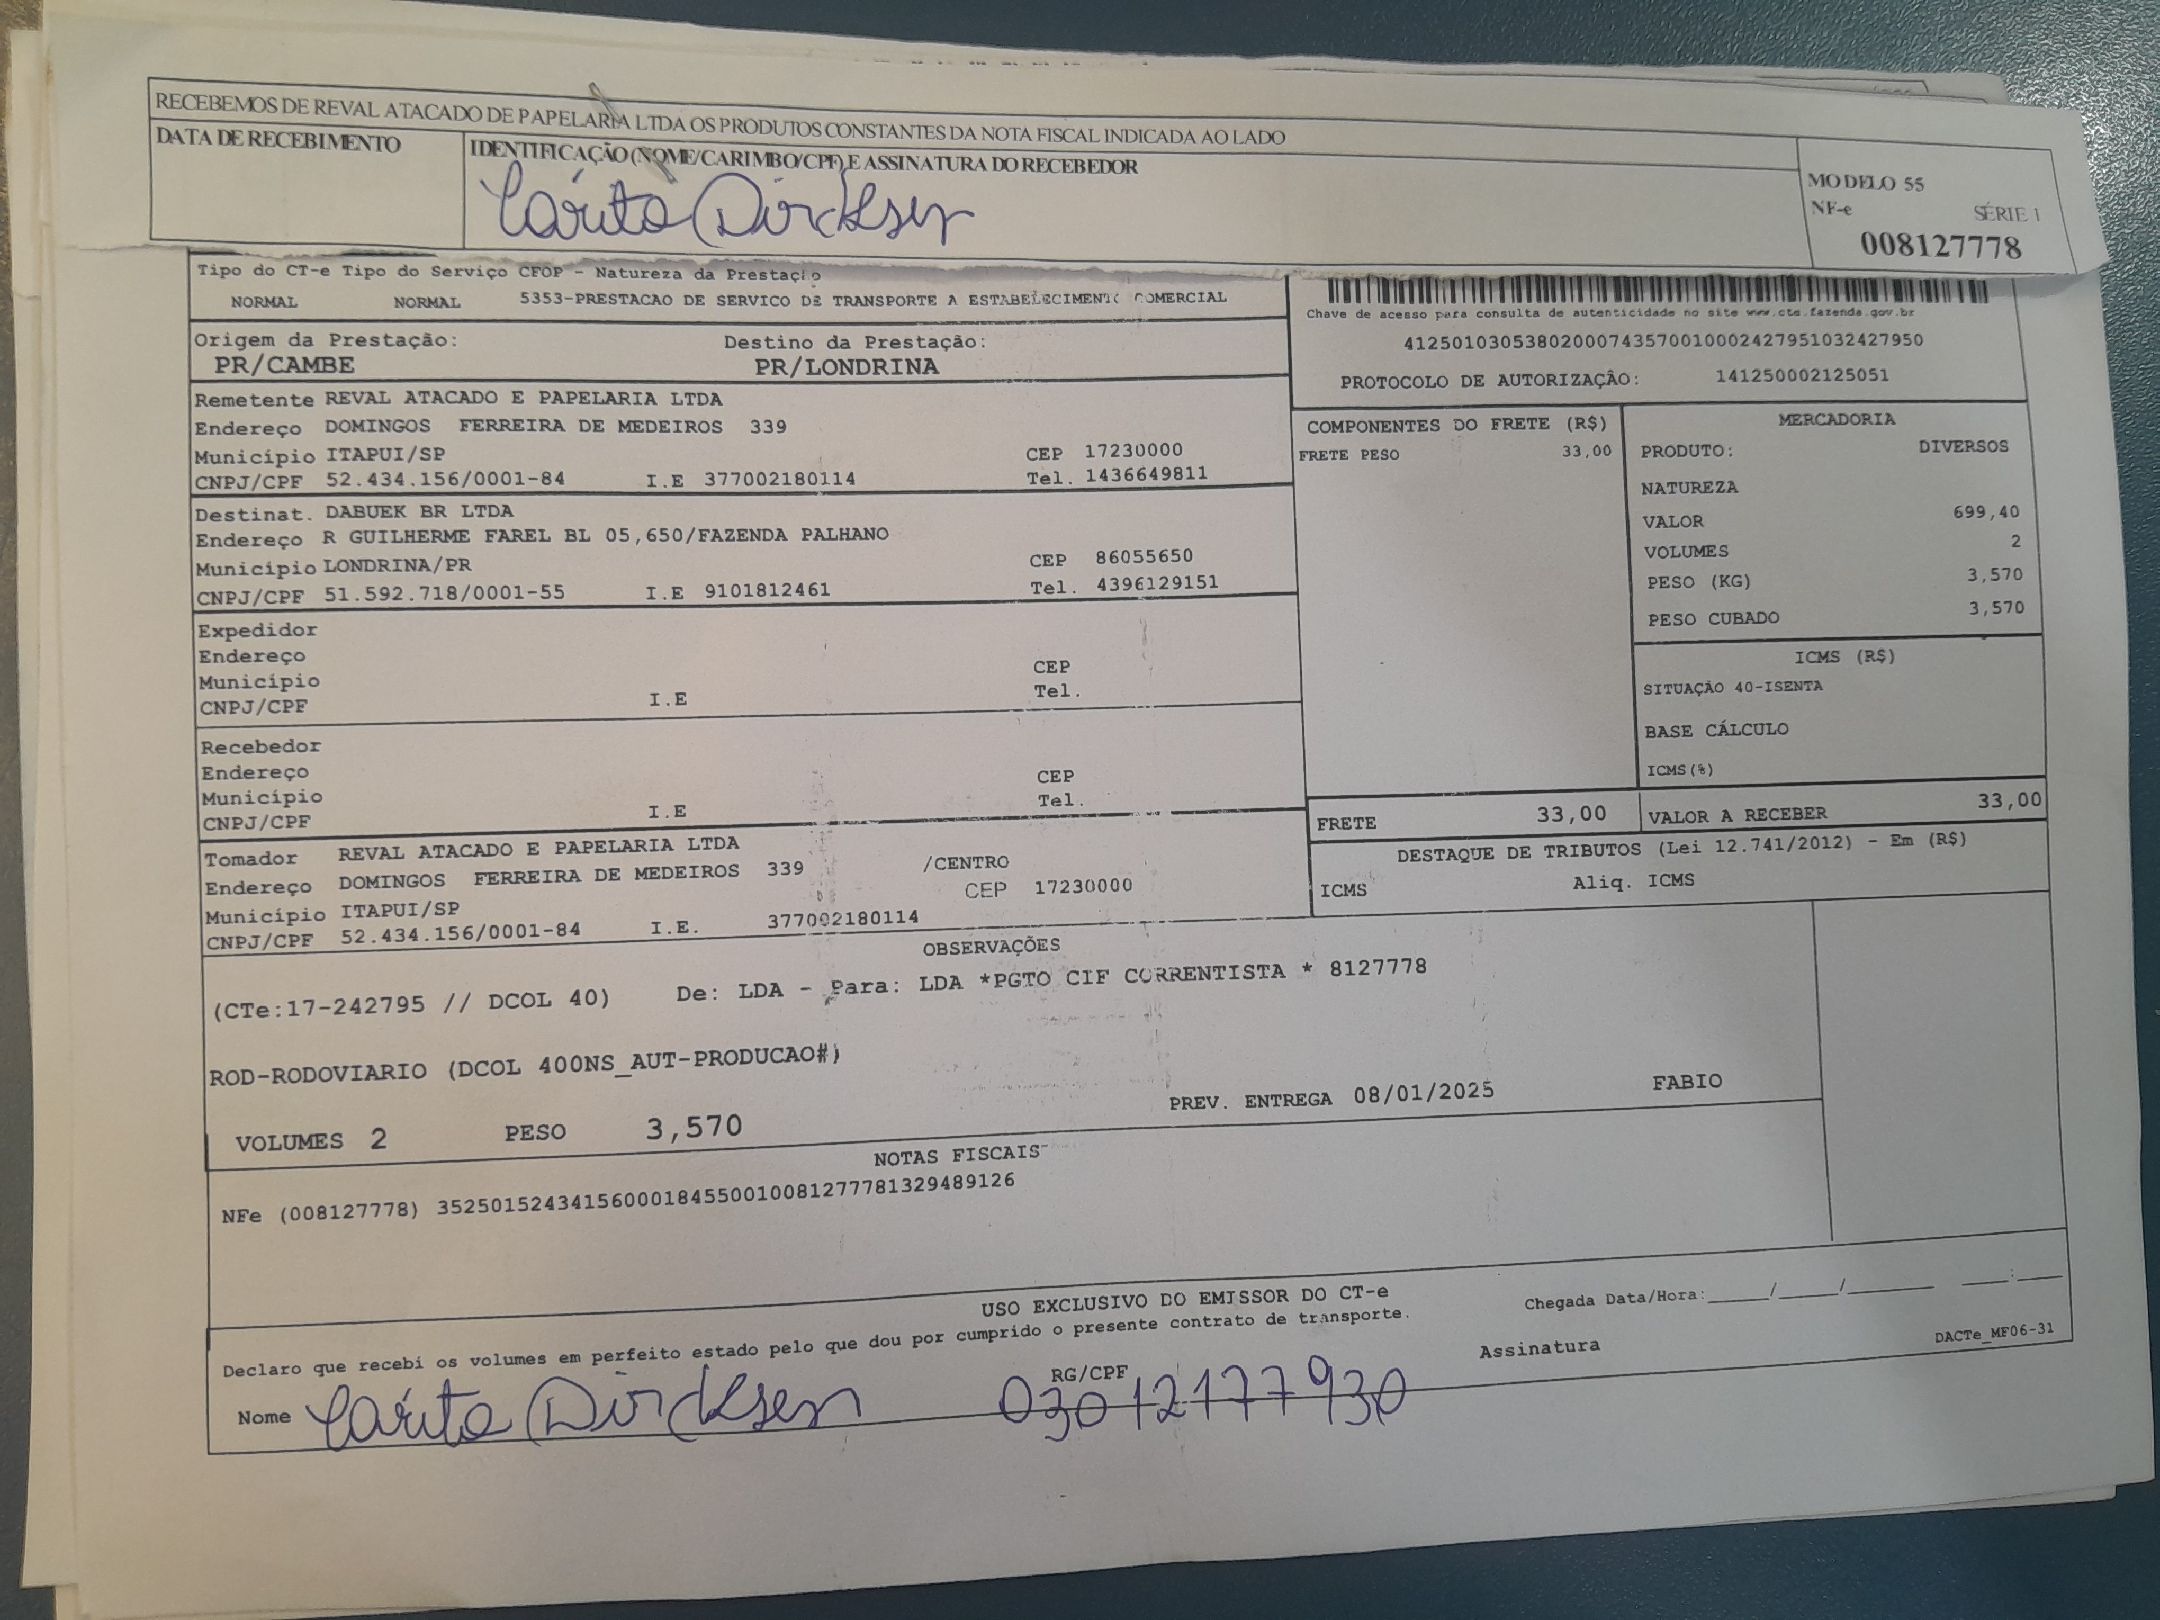 RECEBEMOS DE REVAL ATACADO DE PAPELARIA LTDA OS PRODUTOS CONSTANTES DA NOTA FISCAL INDICADA AO LADO
DATA DE RECEBIMENTO
IDENTIFICAÇÃO (NOME/CARIMBO/CPF) E ASSINATURA DO RECEBEDOR
Carita Dircksen
MODELO 55
NF-e SÉRIE 1
008127778
Tipo do CT-e Tipo do Serviço CFOP - Natureza da Prestação
NORMAL NORMAL 5353-PRESTACAO DE SERVICO DE TRANSPORTE A ESTABELECIMENTO COMERCIAL
Chave de acesso para consulta de autenticidade no site www.cte.fazenda.gov.br
41250103053802000743570010002427951032427950
PROTOCOLO DE AUTORIZAÇÃO: 141250002125051
Origem da Prestação: Destino da Prestação:
PR/CAMBE PR/LONDRINA
Remetente REVAL ATACADO E PAPELARIA LTDA
Endereço DOMINGOS FERREIRA DE MEDEIROS 339
Município ITAPUI/SP CEP 17230000
CNPJ/CPF 52.434.156/0001-84 I.E 377002180114 Tel. 1436649811
Destinat. DABUEK BR LTDA
Endereço R GUILHERME FAREL BL 05,650/FAZENDA PALHANO
Município LONDRINA/PR CEP 86055650
CNPJ/CPF 51.592.718/0001-55 I.E 9101812461 Tel. 4396129151
Expedidor
Endereço
Município CEP
CNPJ/CPF I.E Tel.
Recebedor
Endereço
Município CEP
CNPJ/CPF I.E Tel.
Tomador REVAL ATACADO E PAPELARIA LTDA
Endereço DOMINGOS FERREIRA DE MEDEIROS 339 /CENTRO
Município ITAPUI/SP CEP 17230000
CNPJ/CPF 52.434.156/0001-84 I.E. 377002180114
COMPONENTES DO FRETE (R$)
FRETE PESO 33,00
MERCADORIA
PRODUTO: DIVERSOS
NATUREZA
VALOR 699,40
VOLUMES 2
PESO (KG) 3,570
PESO CUBADO 3,570
ICMS (R$)
SITUAÇÃO 40-ISENTA
BASE CÁLCULO
ICMS(%)
FRETE 33,00 VALOR A RECEBER 33,00
DESTAQUE DE TRIBUTOS (Lei 12.741/2012) - Em (R$)
ICMS Aliq. ICMS
OBSERVAÇÕES
(CTe:17-242795 // DCOL 40) De: LDA - Para: LDA *PGTO CIF CORRENTISTA * 8127778
ROD-RODOVIARIO (DCOL 400NS_AUT-PRODUCAO#)
PREV. ENTREGA 08/01/2025 FABIO
VOLUMES 2 PESO 3,570
NOTAS FISCAIS
NFe (008127778) 35250152434156000184550010081277781329489126
USO EXCLUSIVO DO EMISSOR DO CT-e
Declaro que recebi os volumes em perfeito estado pelo que dou por cumprido o presente contrato de transporte.
Chegada Data/Hora:_____/_____/_______ ____:____
Nome Carita Dircksen
RG/CPF 03012177930
Assinatura
DACTe_MF06-31